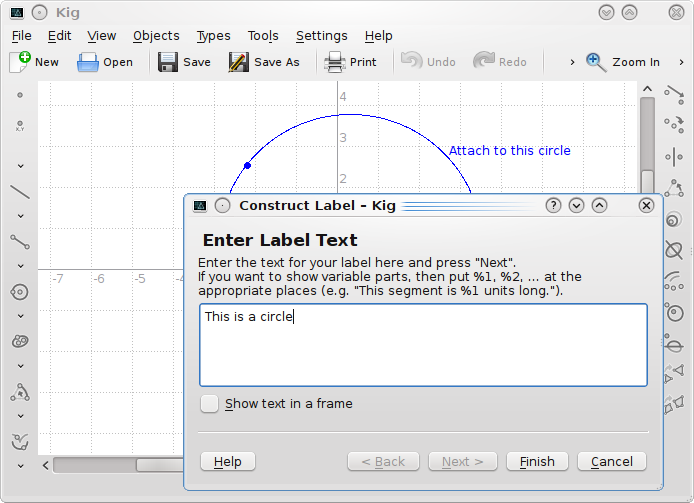 Kig
File Edit View Objects Types Tools Settings Help
New Open Save Save As Print Undo Redo Zoom In
X,Y
4
3
2
Attach to this circle
-7 -6 -5
Construct Label – Kig
Enter Label Text
Enter the text for your label here and press "Next".
If you want to show variable parts, then put %1, %2, ... at the
appropriate places (e.g. "This segment is %1 units long.").
This is a circle
Show text in a frame
Help < Back Next > Finish Cancel